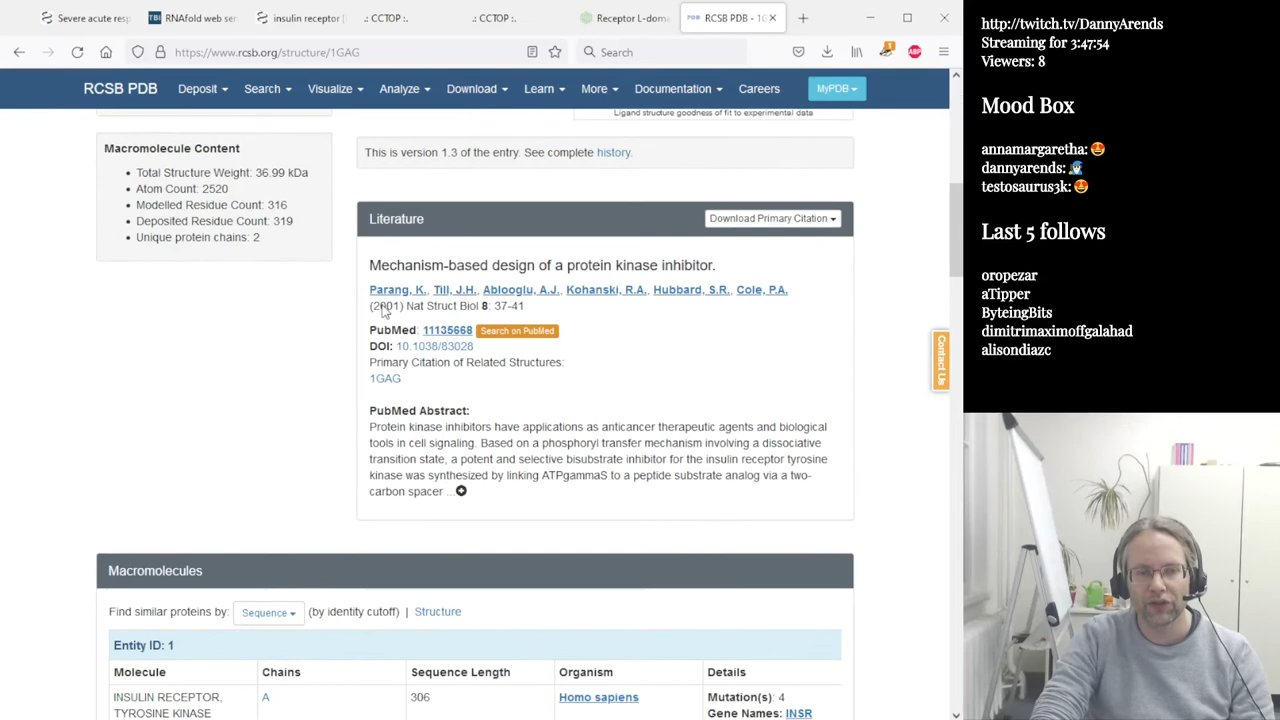 Severe acute resp
TBI RNAfold web ser
insulin receptor [
.: CCTOP :.
.: CCTOP :.
Receptor L-dom
RCSB PDB - 1G
https://www.rcsb.org/structure/1GAG
Search
ABP
RCSB PDB Deposit Search Visualize Analyze Download Learn More Documentation Careers MyPDB
Ligand structure goodness of fit to experimental data
Macromolecule Content
Total Structure Weight: 36.99 kDa
Atom Count: 2520
Modelled Residue Count: 316
Deposited Residue Count: 319
Unique protein chains: 2
This is version 1.3 of the entry. See complete history.
Literature
Download Primary Citation
Mechanism-based design of a protein kinase inhibitor.
Parang, K., Till, J.H., Ablooglu, A.J., Kohanski, R.A., Hubbard, S.R., Cole, P.A.
(2001) Nat Struct Biol 8: 37-41
PubMed: 11135668 Search on PubMed
DOI: 10.1038/83028
Primary Citation of Related Structures:
1GAG
PubMed Abstract:
Protein kinase inhibitors have applications as anticancer therapeutic agents and biological
tools in cell signaling. Based on a phosphoryl transfer mechanism involving a dissociative
transition state, a potent and selective bisubstrate inhibitor for the insulin receptor tyrosine
kinase was synthesized by linking ATPgammaS to a peptide substrate analog via a two-
carbon spacer ...
Contact Us
Macromolecules
Find similar proteins by: Sequence (by identity cutoff) | Structure
Entity ID: 1
Molecule Chains Sequence Length Organism Details
INSULIN RECEPTOR, A 306 Homo sapiens Mutation(s): 4
TYROSINE KINASE Gene Names: INSR
http://twitch.tv/DannyArends
Streaming for 3:47:54
Viewers: 8
Mood Box
annamargaretha: 😍
dannyarends: 🧙‍♂️
testosaurus3k: 😍
Last 5 follows
oropezar
aTipper
ByteingBits
dimitrimaximoffgalahad
alisondiazc